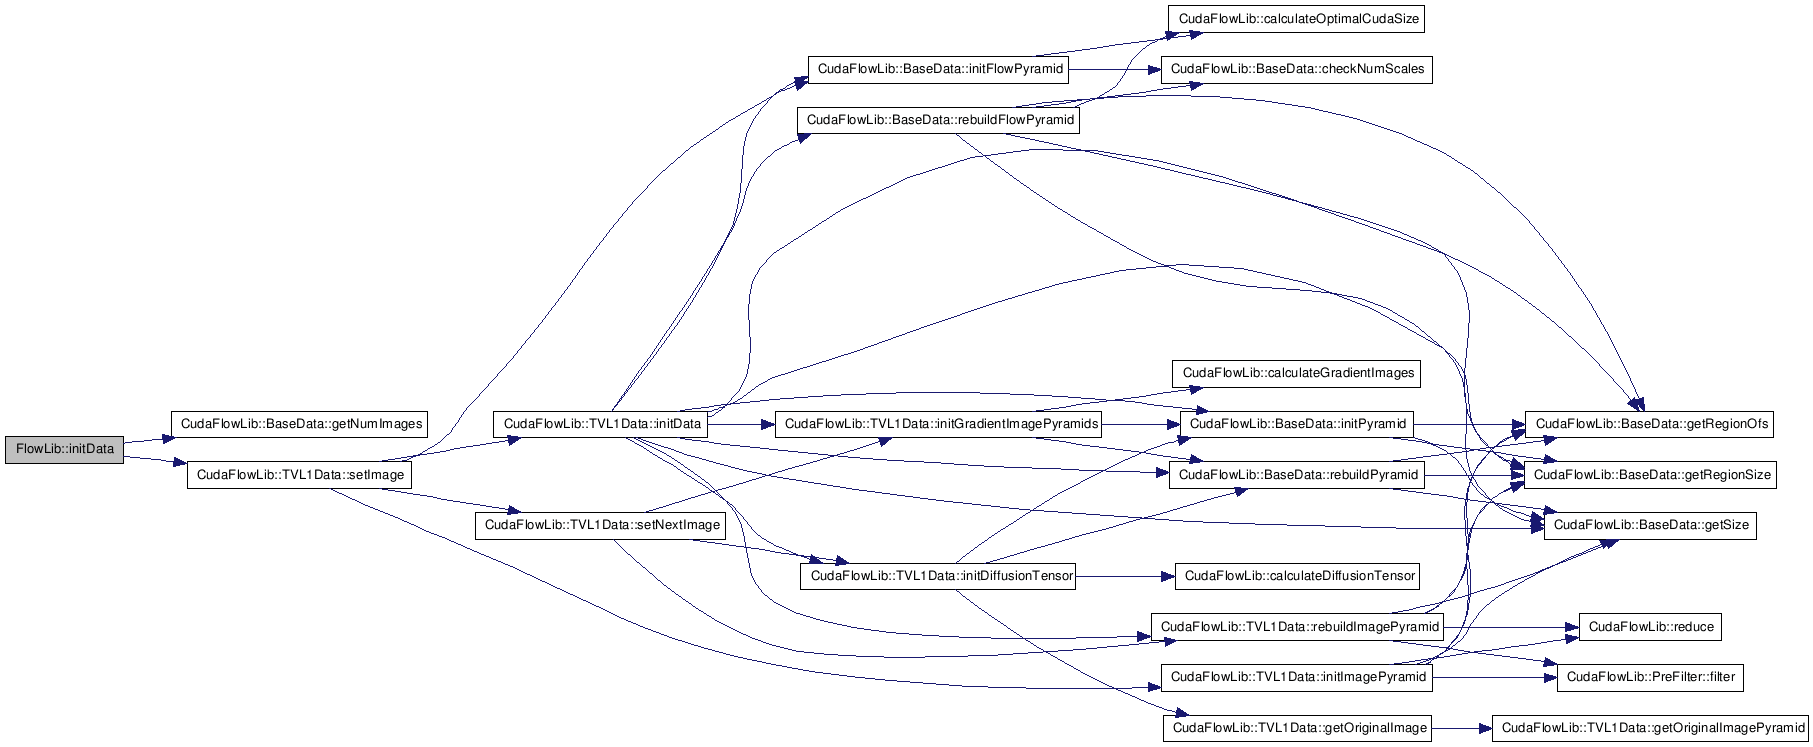 CudaFlowLib::calculateOptimalCudaSize
CudaFlowLib::BaseData::initFlowPyramid
CudaFlowLib::BaseData::checkNumScales
CudaFlowLib::BaseData::rebuildFlowPyramid
CudaFlowLib::calculateGradientImages
CudaFlowLib::BaseData::getNumImages
CudaFlowLib::TVL1Data::initData
CudaFlowLib::TVL1Data::initGradientImagePyramids
CudaFlowLib::BaseData::initPyramid
CudaFlowLib::BaseData::getRegionOfs
FlowLib::initData
CudaFlowLib::TVL1Data::setImage
CudaFlowLib::BaseData::rebuildPyramid
CudaFlowLib::BaseData::getRegionSize
CudaFlowLib::TVL1Data::setNextImage
CudaFlowLib::BaseData::getSize
CudaFlowLib::TVL1Data::initDiffusionTensor
CudaFlowLib::calculateDiffusionTensor
CudaFlowLib::TVL1Data::rebuildImagePyramid
CudaFlowLib::reduce
CudaFlowLib::TVL1Data::initImagePyramid
CudaFlowLib::PreFilter::filter
CudaFlowLib::TVL1Data::getOriginalImage
CudaFlowLib::TVL1Data::getOriginalImagePyramid